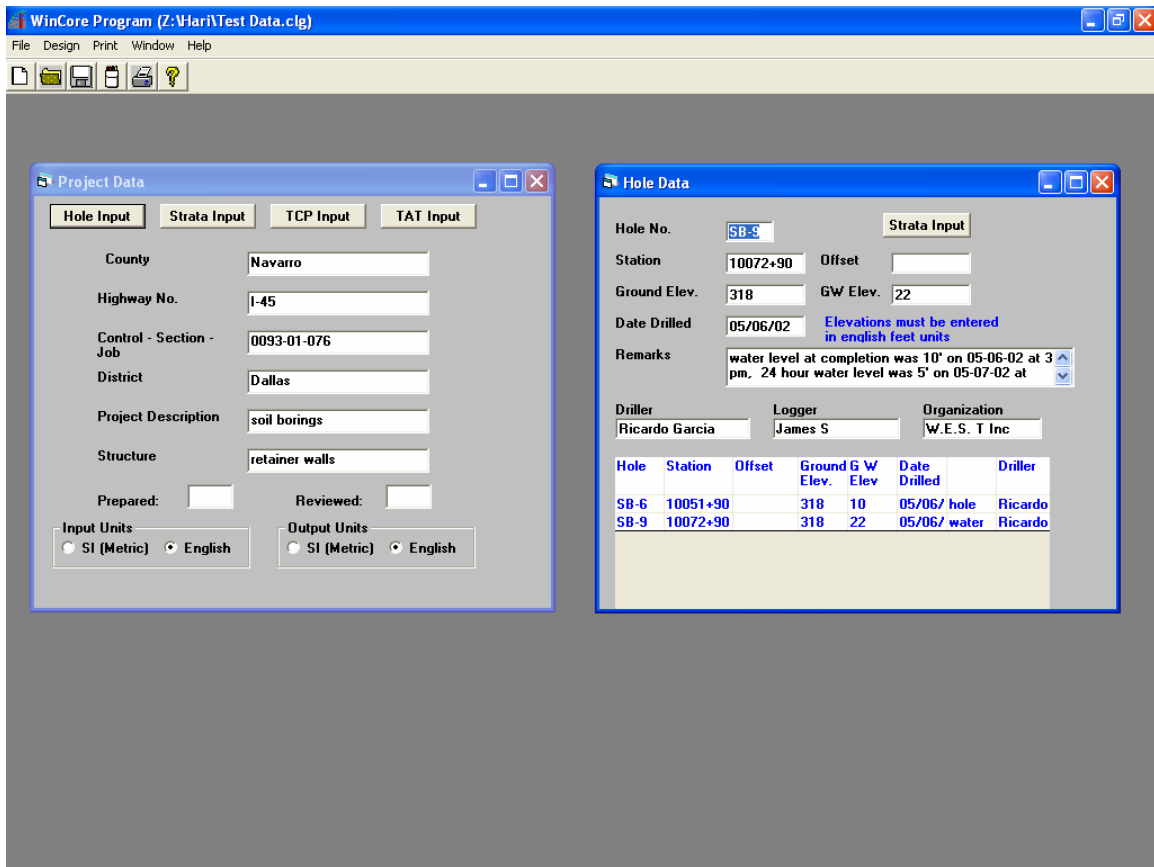 WinCore Program (Z:\Hari\Test Data.clg)
File Design Print Window Help
Project Data
Hole Input Strata Input TCP Input TAT Input
County Navarro
Highway No. I-45
Control - Section -
Job 0093-01-076
District Dallas
Project Description soil borings
Structure retainer walls
Prepared: Reviewed:
Input Units Output Units
SI (Metric) English SI (Metric) English
Hole Data
Hole No. SB-9 Strata Input
Station 10072+90 Offset
Ground Elev. 318 GW Elev. 22
Date Drilled 05/06/02 Elevations must be entered
in english feet units
Remarks water level at completion was 10' on 05-06-02 at 3
pm, 24 hour water level was 5' on 05-07-02 at
Driller Logger Organization
Ricardo Garcia James S W.E.S. T Inc
Hole Station Offset Ground G W Date Driller
Elev. Elev Drilled
SB-6 10051+90 318 10 05/06/ hole Ricardo
SB-9 10072+90 318 22 05/06/ water Ricardo